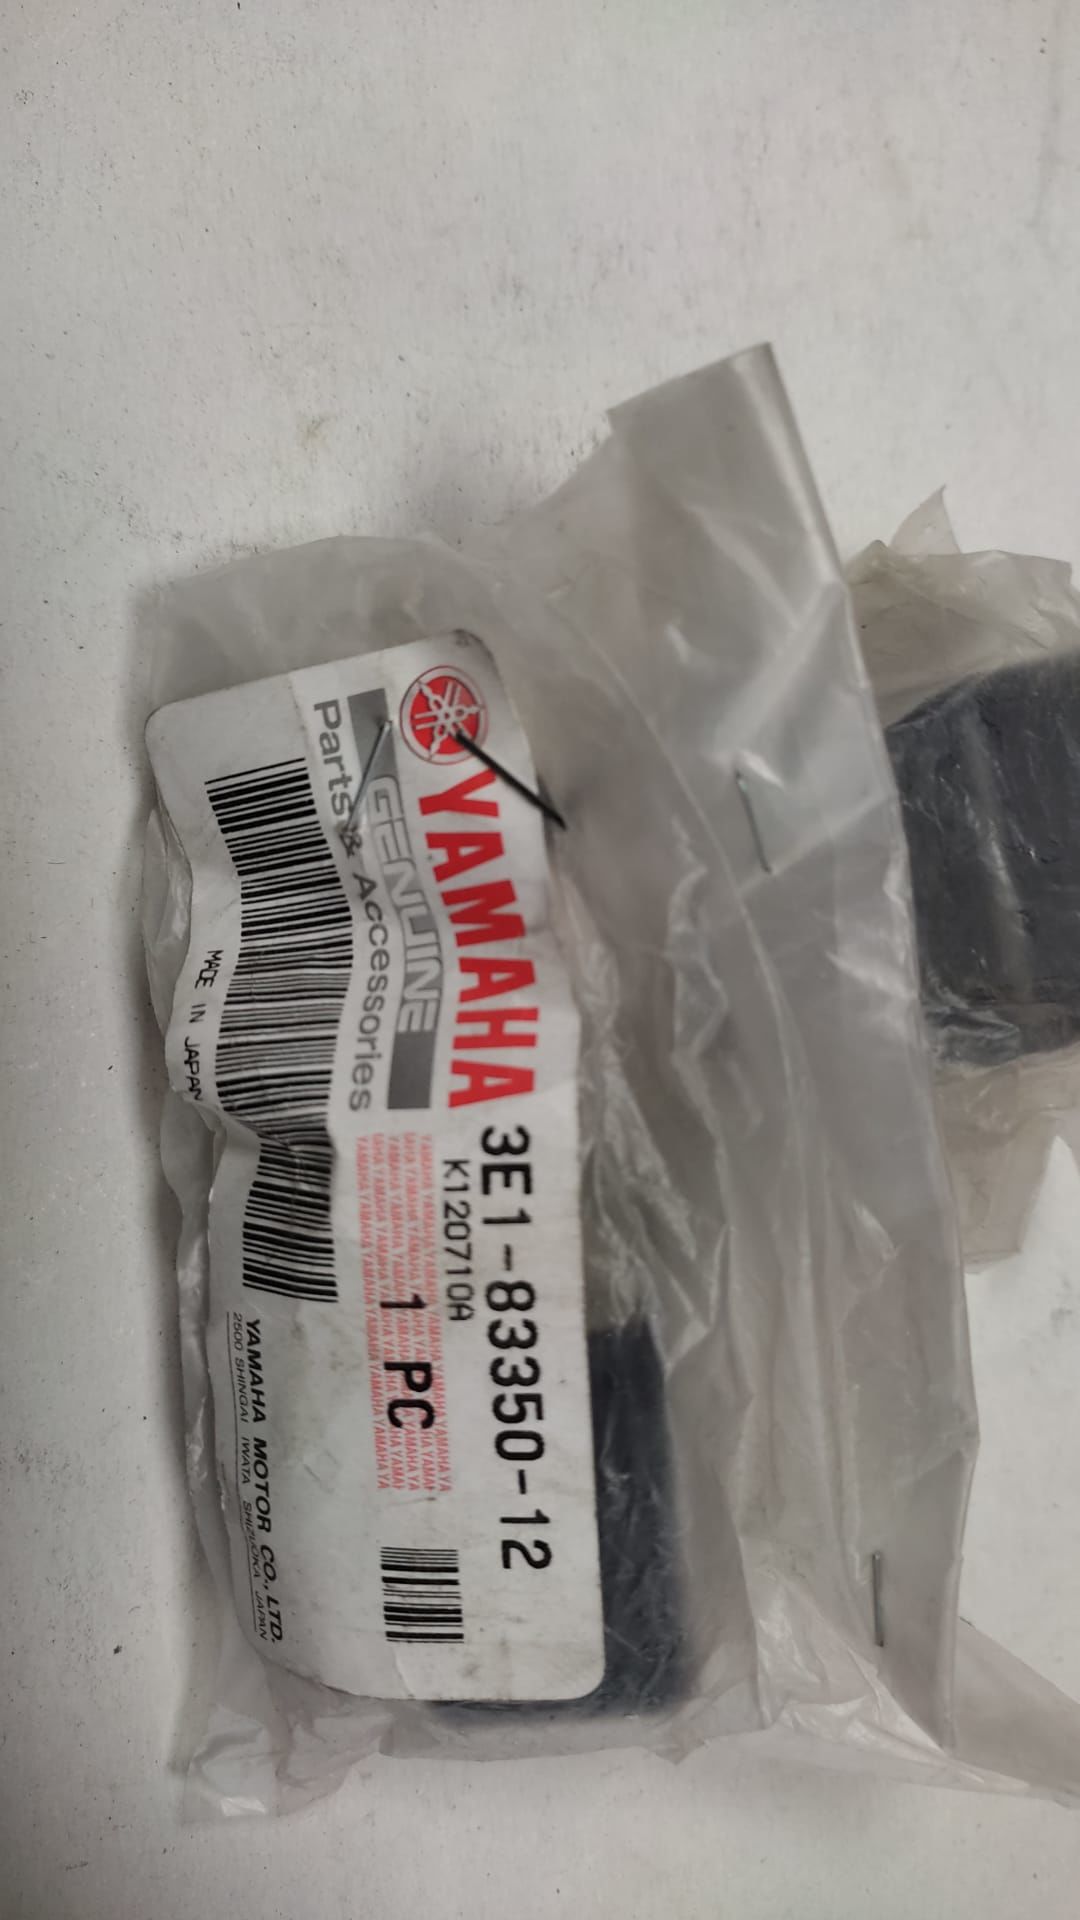 YAMAHA
GENUINE
Parts & Accessories
3E1-83350-12
K120710A
1 PC
MADE IN JAPAN
YAMAHA MOTOR CO., LTD.
2500 SHINGAI IWATA SHIZUOKA JAPAN